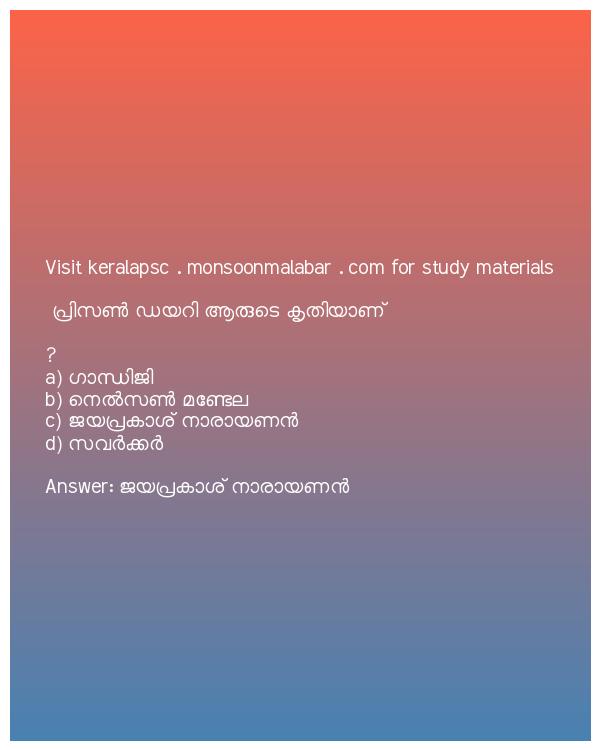 Visit keralapsc . monsoonmalabar . com for study materials
പ്രിസൺ ഡയറി ആരുടെ കൃതിയാണ്
?
a) ഗാന്ധിജി
b) നെൽസൺ മണ്ടേല
c) ജയപ്രകാശ് നാരായണൻ
d) സവർക്കർ
Answer: ജയപ്രകാശ് നാരായണൻ